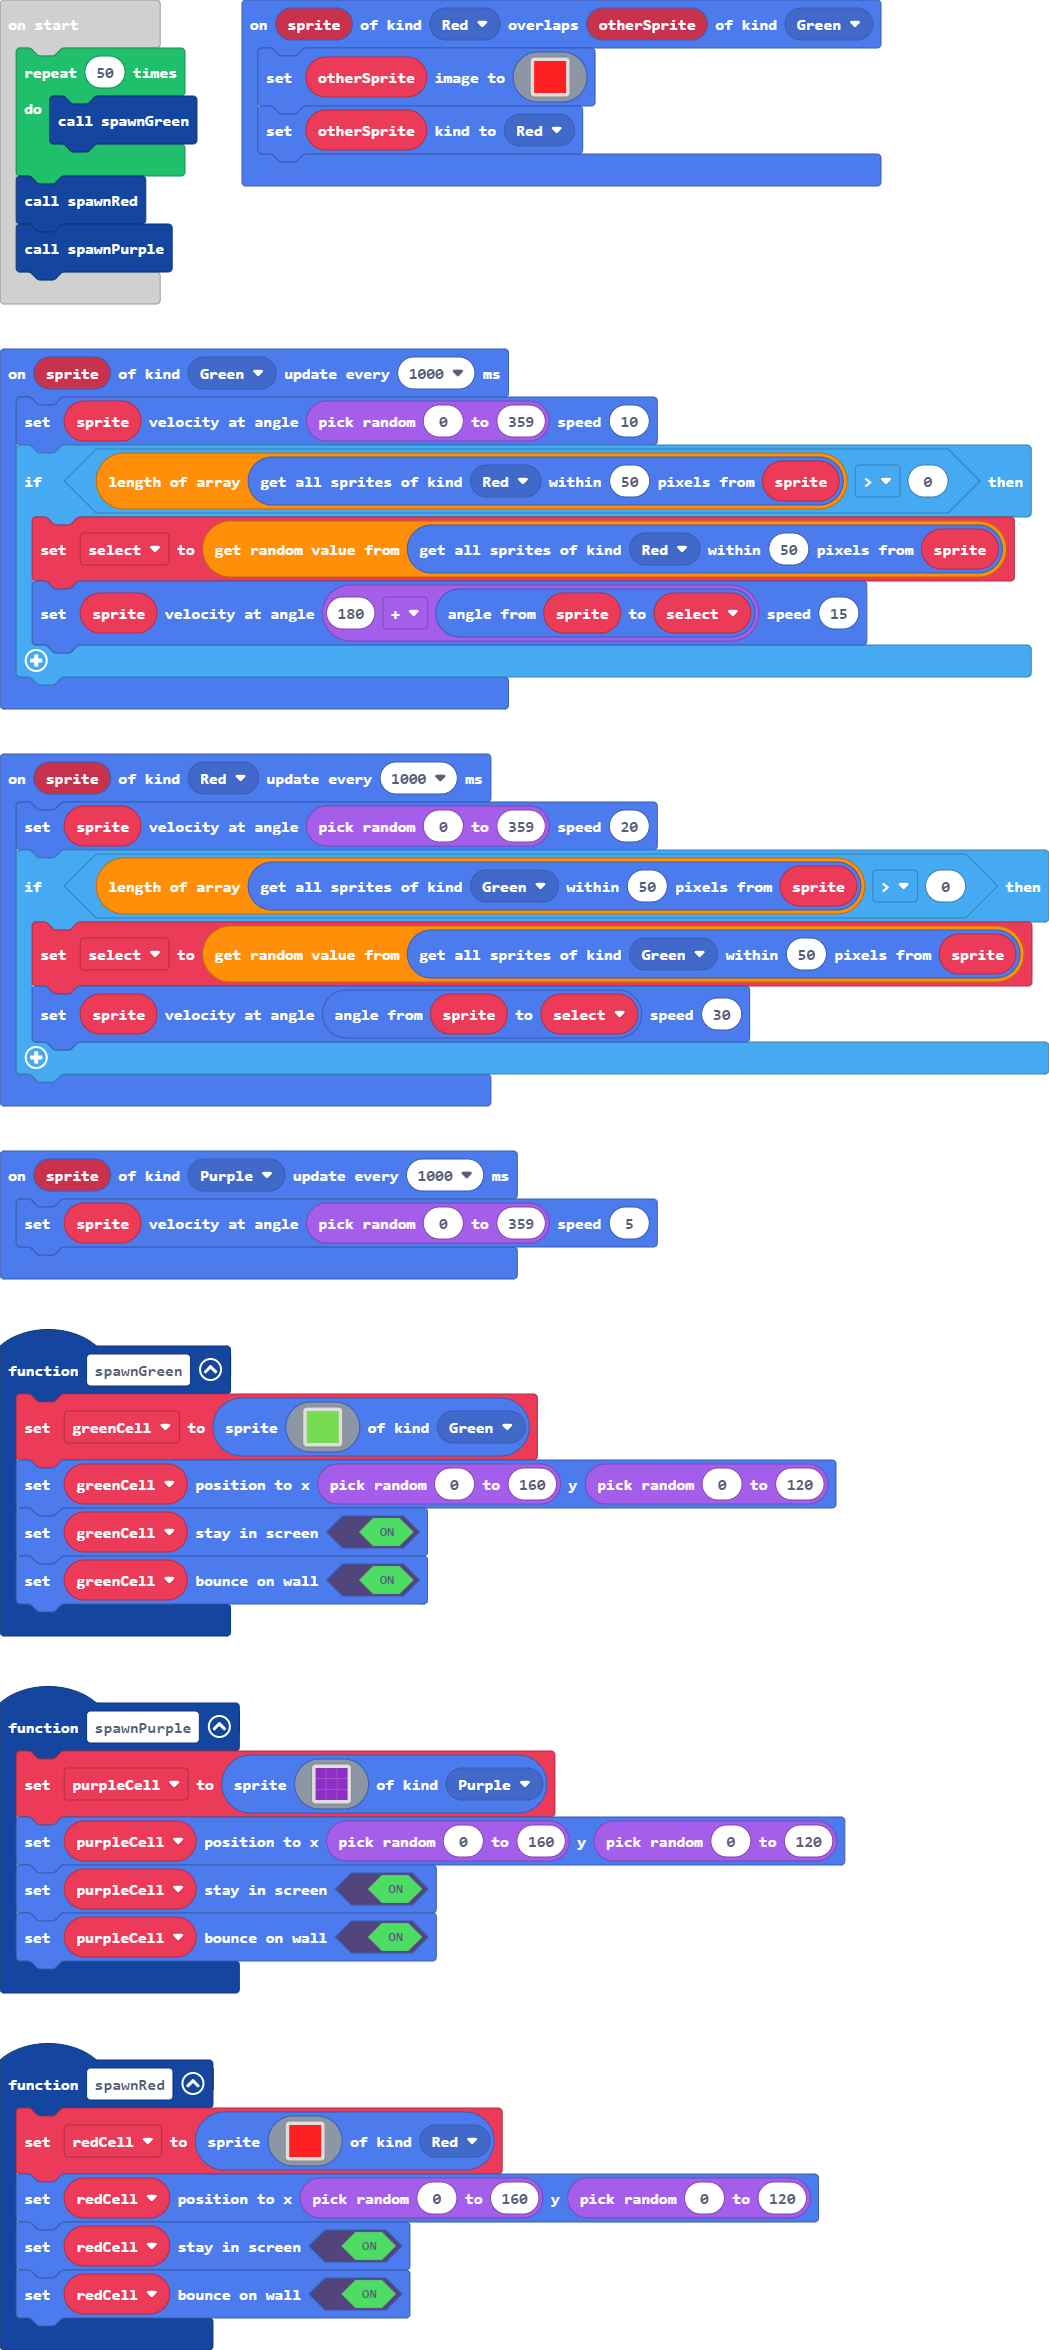 on start
repeat 50 times
do call spawnGreen
call spawnRed
call spawnPurple
on sprite of kind Red overlaps otherSprite of kind Green
set otherSprite image to
set otherSprite kind to Red
on sprite of kind Green update every 1000 ms
set sprite velocity at angle pick random 0 to 359 speed 10
if length of array get all sprites of kind Red within 50 pixels from sprite > 0 then
set select to get random value from get all sprites of kind Red within 50 pixels from sprite
set sprite velocity at angle 180 + angle from sprite to select speed 15
on sprite of kind Red update every 1000 ms
set sprite velocity at angle pick random 0 to 359 speed 20
if length of array get all sprites of kind Green within 50 pixels from sprite > 0 then
set select to get random value from get all sprites of kind Green within 50 pixels from sprite
set sprite velocity at angle angle from sprite to select speed 30
on sprite of kind Purple update every 1000 ms
set sprite velocity at angle pick random 0 to 359 speed 5
function spawnGreen
set greenCell to sprite of kind Green
set greenCell position to x pick random 0 to 160 y pick random 0 to 120
set greenCell stay in screen ON
set greenCell bounce on wall ON
function spawnPurple
set purpleCell to sprite of kind Purple
set purpleCell position to x pick random 0 to 160 y pick random 0 to 120
set purpleCell stay in screen ON
set purpleCell bounce on wall ON
function spawnRed
set redCell to sprite of kind Red
set redCell position to x pick random 0 to 160 y pick random 0 to 120
set redCell stay in screen ON
set redCell bounce on wall ON